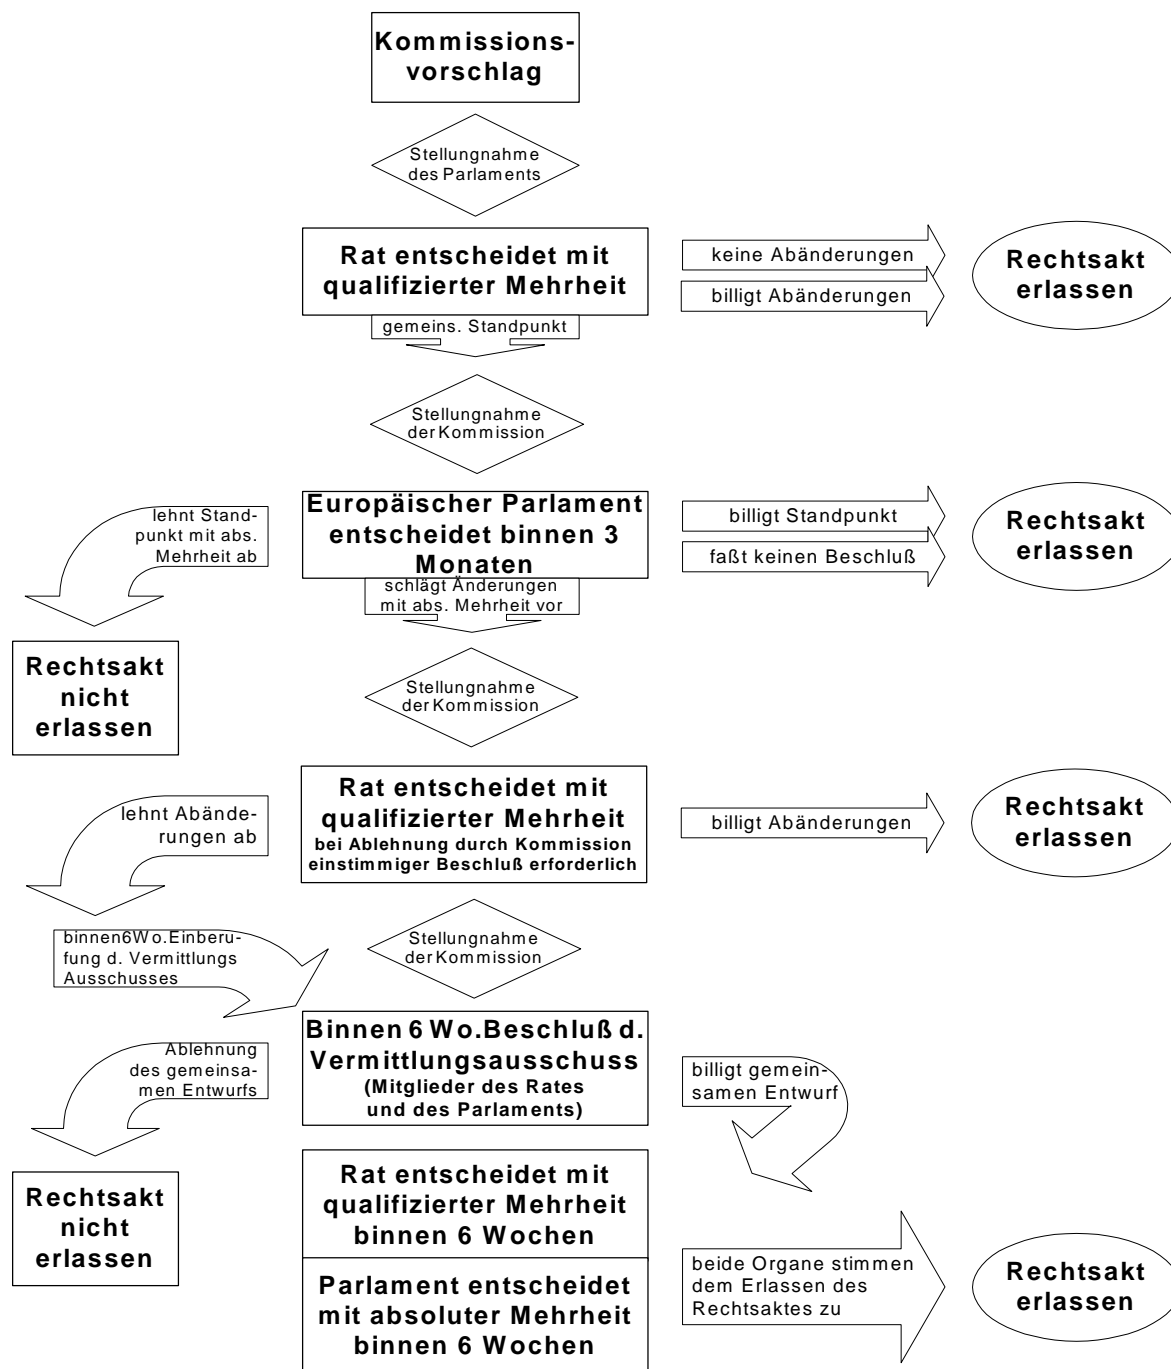 Kommissions-
vorschlag
Stellungnahme
des Parlaments
Rat entscheidet mit
qualifizierter Mehrheit
keine Abänderungen
billigt Abänderungen
Rechtsakt
erlassen
gemeins. Standpunkt
Stellungnahme
der Kommission
lehnt Stand-
punkt mit abs.
Mehrheit ab
Europäischer Parlament
entscheidet binnen 3
Monaten
billigt Standpunkt
faßt keinen Beschluß
Rechtsakt
erlassen
schlägt Änderungen
mit abs. Mehrheit vor
Rechtsakt
nicht
erlassen
Stellungnahme
der Kommission
lehnt Abände-
rungen ab
Rat entscheidet mit
qualifizierter Mehrheit
bei Ablehnung durch Kommission
einstimmiger Beschluß erforderlich
billigt Abänderungen
Rechtsakt
erlassen
binnen6Wo.Einberu-
fung d. Vermittlungs
Ausschusses
Stellungnahme
der Kommission
Ablehnung
des gemeinsa-
men Entwurfs
Binnen 6 Wo.Beschluß d.
Vermittlungsausschuss
(Mitglieder des Rates
und des Parlaments)
billigt gemein-
samen Entwurf
Rechtsakt
nicht
erlassen
Rat entscheidet mit
qualifizierter Mehrheit
binnen 6 Wochen
Parlament entscheidet
mit absoluter Mehrheit
binnen 6 Wochen
beide Organe stimmen
dem Erlassen des
Rechtsaktes zu
Rechtsakt
erlassen